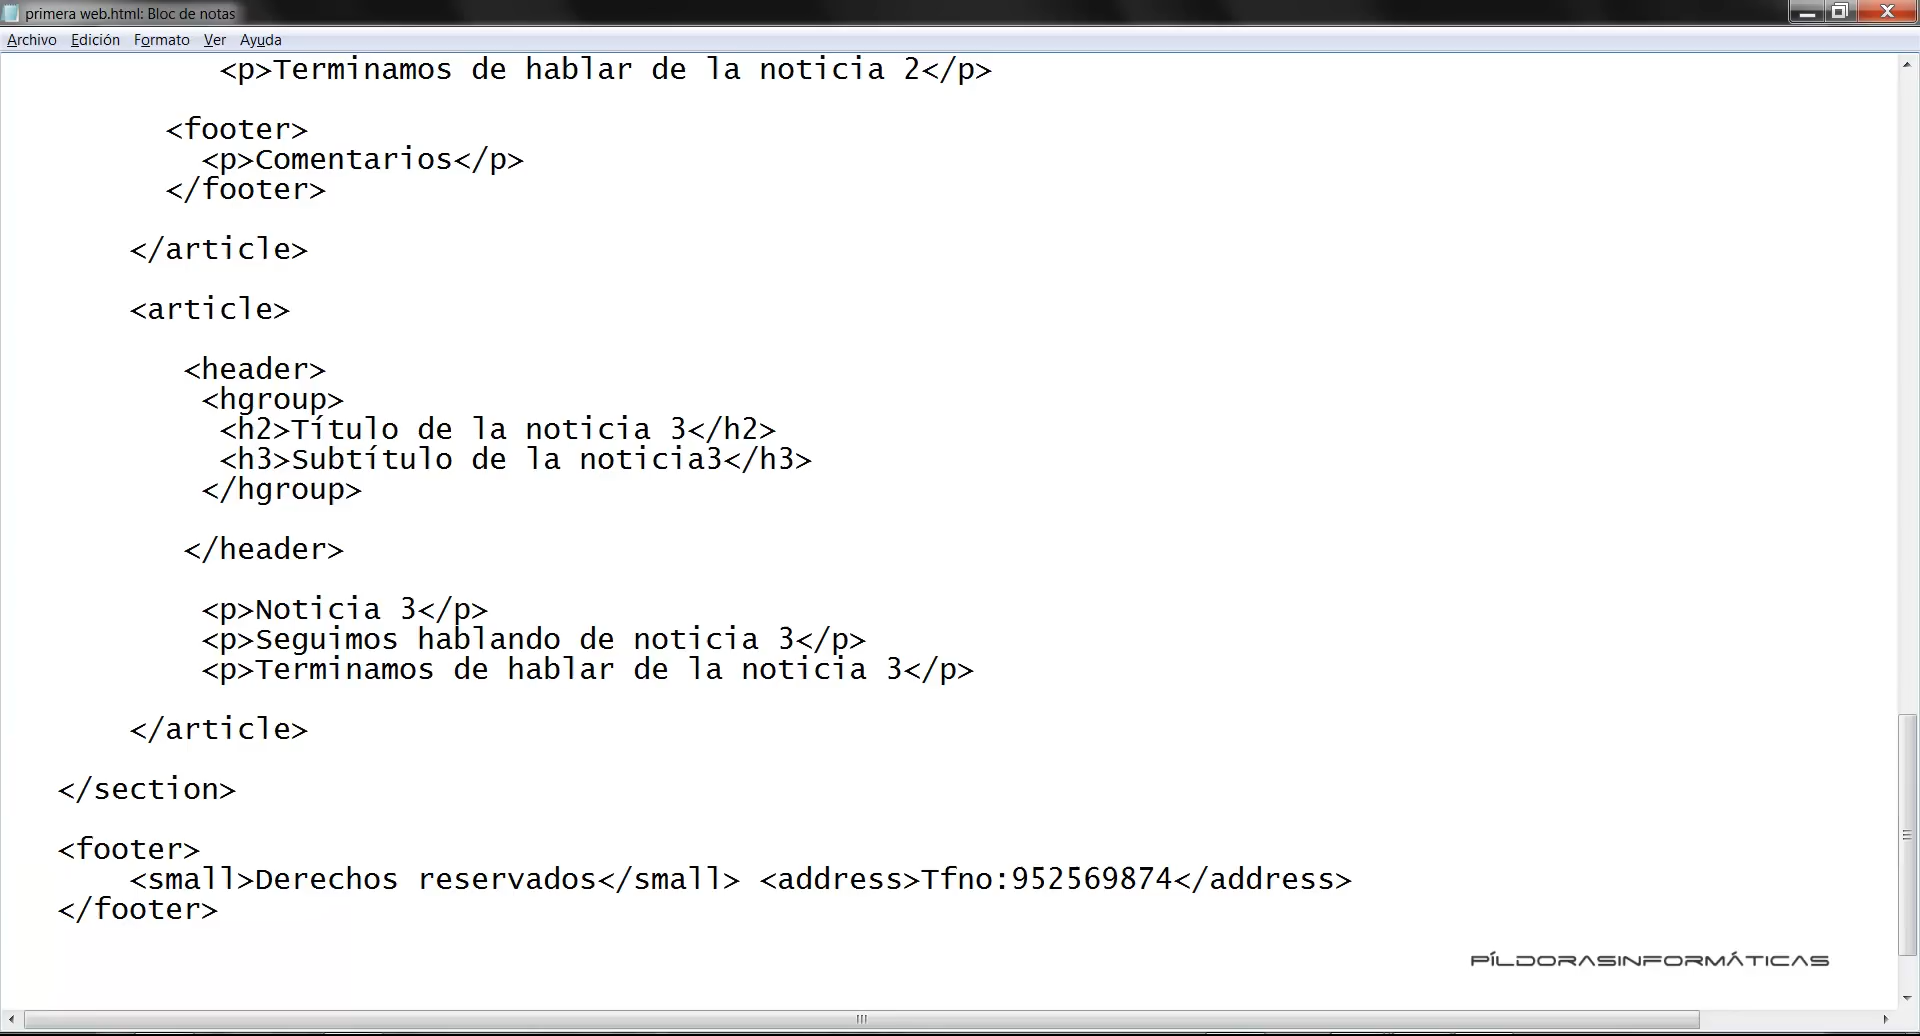 primera web.html: Bloc de notas
Archivo Edición Formato Ver Ayuda
<p>Terminamos de hablar de la noticia 2</p>
<footer>
<p>Comentarios</p>
</footer>
</article>
<article>
<header>
<hgroup>
<h2>Título de la noticia 3</h2>
<h3>Subtítulo de la noticia3</h3>
</hgroup>
</header>
<p>Noticia 3</p>
<p>Seguimos hablando de noticia 3</p>
<p>Terminamos de hablar de la noticia 3</p>
</article>
</section>
<footer>
<small>Derechos reservados</small> <address>Tfno:952569874</address>
</footer>
PÍLDORASINFORMÁTICAS